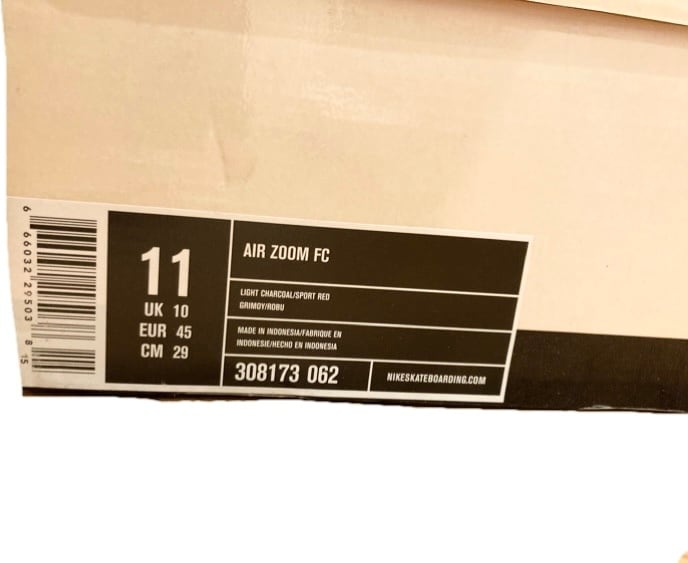 6 66032 29503 8 15
11
UK 10
EUR 45
CM 29
AIR ZOOM FC
LIGHT CHARCOAL/SPORT RED
GRIMOY/ROBU
MADE IN INDONESIA/FABRIQUE EN
INDONESIE/HECHO EN INDONESIA
308173 062
NIKESKATEBOARDING.COM